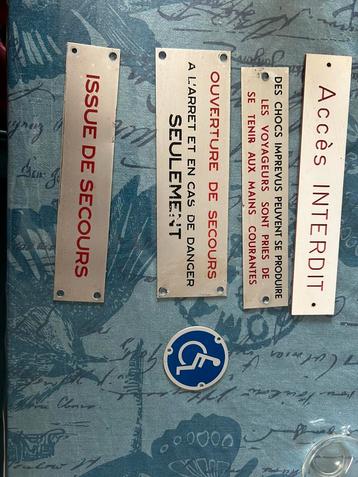 ISSUE DE SECOURS
OUVERTURE DE SECOURS
A L'ARRET ET EN CAS DE DANGER
SEULEMENT
DES CHOCS IMPREVUS PEUVENT SE PRODUIRE
LES VOYAGEURS SONT PRIES DE
SE TENIR AUX MAINS COURANTES
Accès INTERDIT